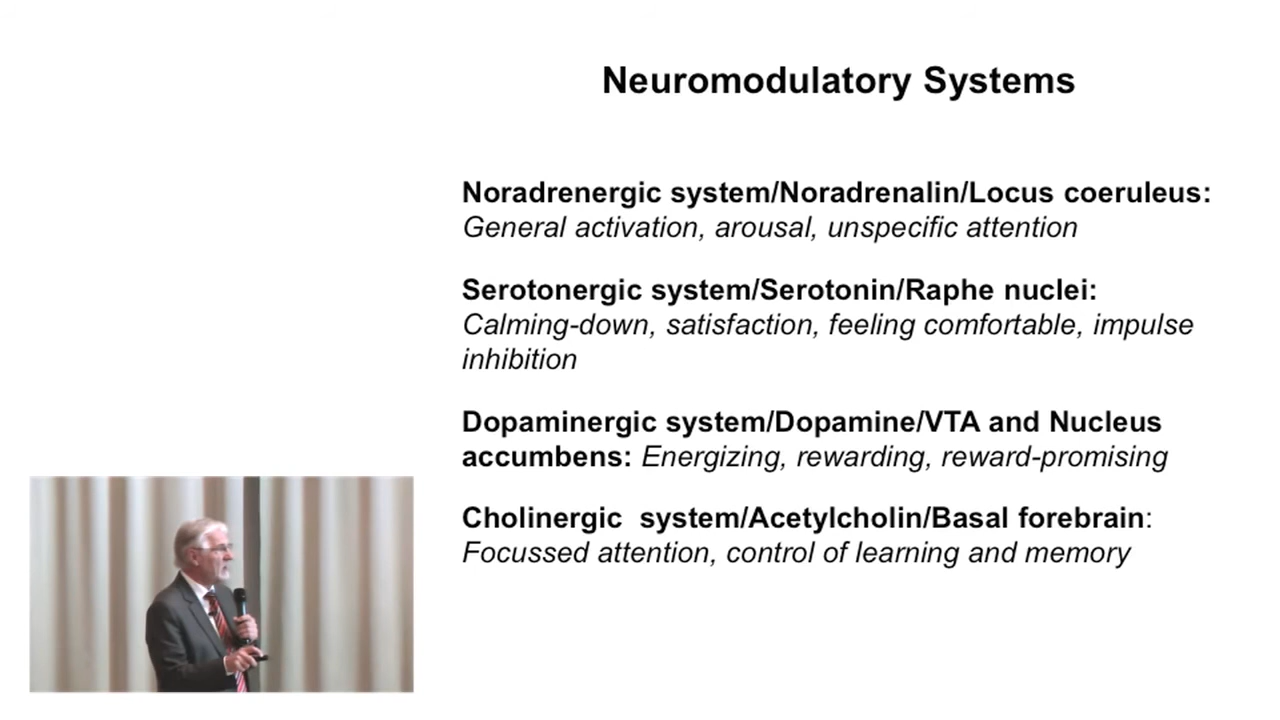 Neuromodulatory Systems
Noradrenergic system/Noradrenalin/Locus coeruleus:
General activation, arousal, unspecific attention
Serotonergic system/Serotonin/Raphe nuclei:
Calming-down, satisfaction, feeling comfortable, impulse
inhibition
Dopaminergic system/Dopamine/VTA and Nucleus
accumbens: Energizing, rewarding, reward-promising
Cholinergic  system/Acetylcholin/Basal forebrain:
Focussed attention, control of learning and memory